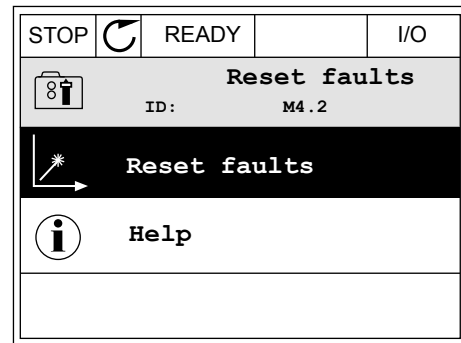 STOP READY I/O
Reset faults
ID: M4.2
Reset faults
Help